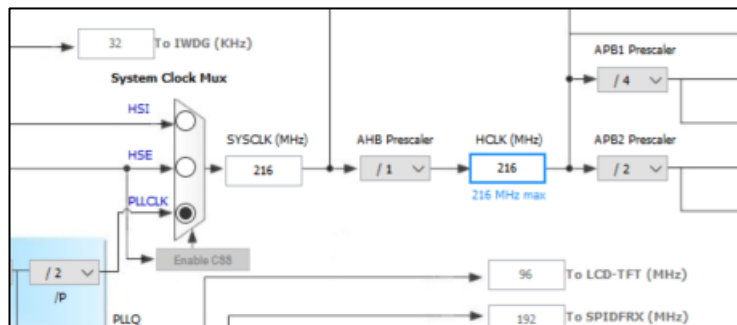 32
To IWDG (KHz)
System Clock Mux
HSI
HSE
PLLCLK
SYSCLK (MHz)
216
AHB Prescaler
/ 1
HCLK (MHz)
216
216 MHz max
APB1 Prescaler
/ 4
APB2 Prescaler
/ 2
Enable CSS
/ 2
/P
PLLQ
96
To LCD-TFT (MHz)
192
To SPIDFRX (MHz)